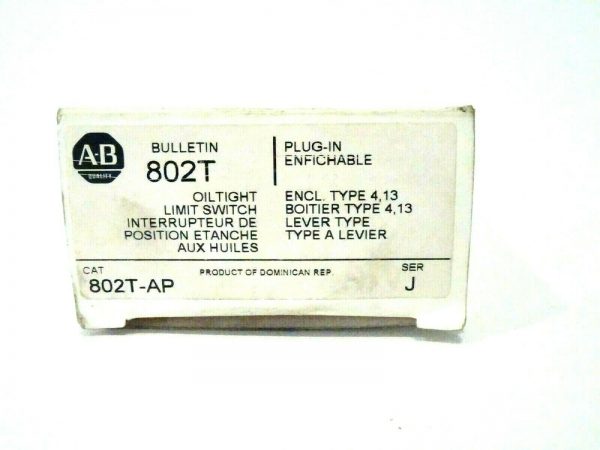 A-B
QUALITY
BULLETIN
802T
OILTIGHT
LIMIT SWITCH
INTERRUPTEUR DE
POSITION ETANCHE
AUX HUILES
PLUG-IN
ENFICHABLE
ENCL. TYPE 4,13
BOITIER TYPE 4,13
LEVER TYPE
TYPE A LEVIER
CAT
802T-AP
PRODUCT OF DOMINICAN REP.
SER
J